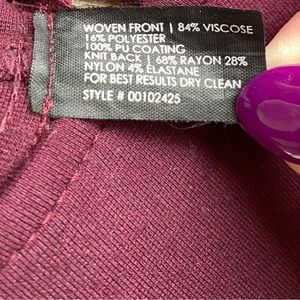 WOVEN FRONT | 84% VISCOSE
16% POLYESTER
100% PU COATING
KNIT BACK | 68% RAYON 28%
NYLON 4% ELASTANE
FOR BEST RESULTS DRY CLEAN
STYLE # 00102425